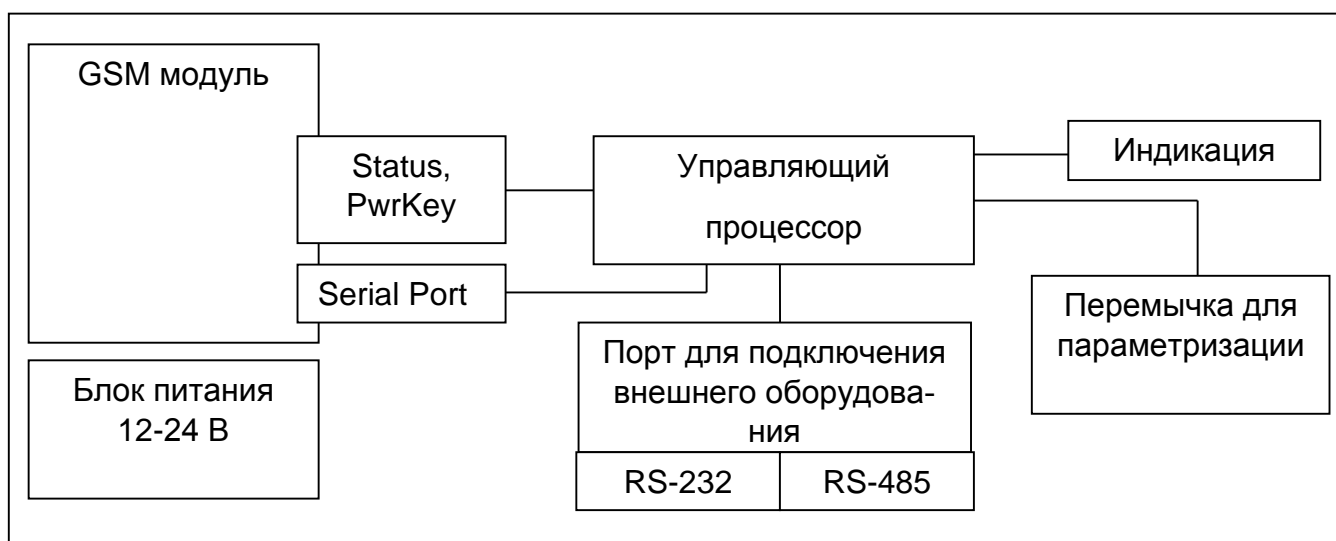 GSM модуль
Status,
PwrKey
Serial Port
Блок питания
12-24 В
Управляющий
процессор
Индикация
Перемычка для
параметризации
Порт для подключения
внешнего оборудова-
ния
RS-232
RS-485